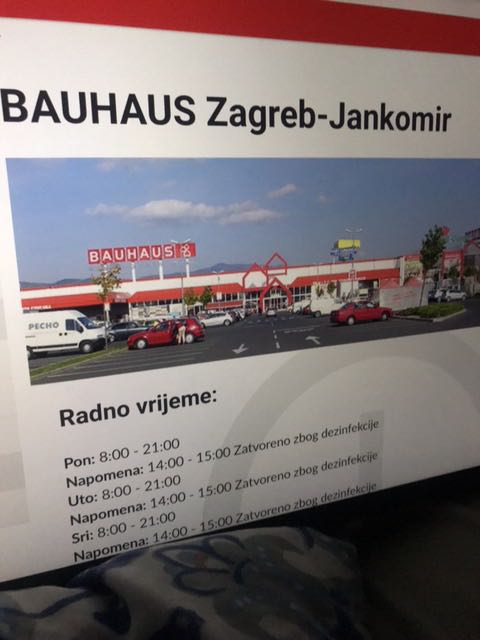 BAUHAUS Zagreb-Jankomir
BAUHAUS
PECHO
Radno vrijeme:
Pon: 8:00 - 21:00
Napomena: 14:00 - 15:00 Zatvoreno zbog dezinfekcije
Uto: 8:00 - 21:00
Napomena: 14:00 - 15:00 Zatvoreno zbog dezinfekcije
Sri: 8:00 - 21:00
Napomena: 14:00 - 15:00 Zatvoreno zbog dezinfekcije